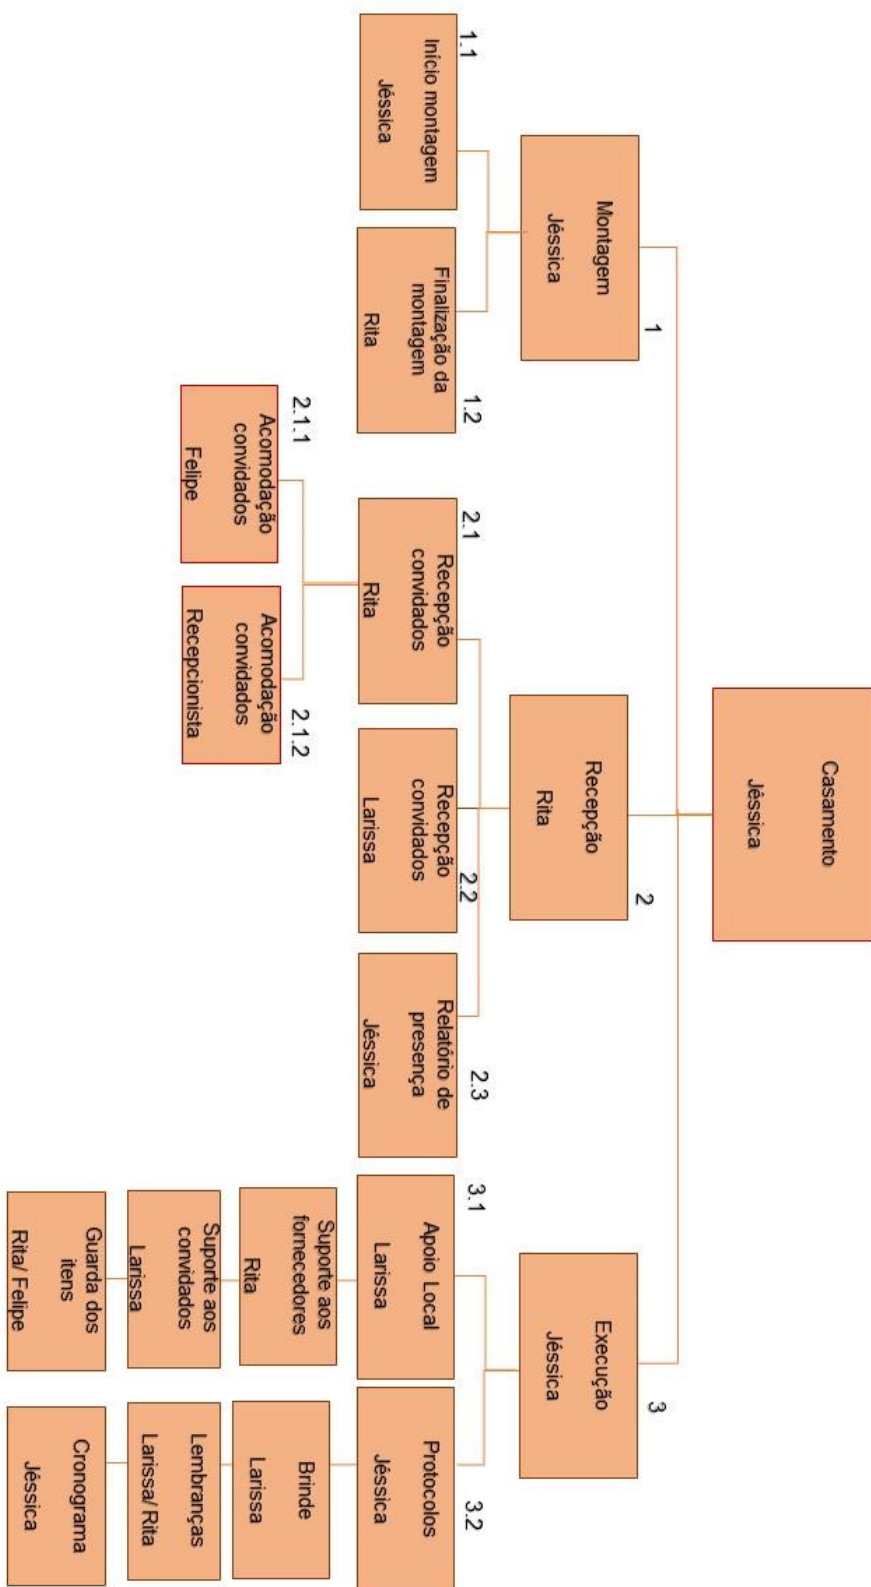 Casamento
Jéssica
1
Montagem
Jéssica
1.1
Início montagem
Jéssica
1.2
Finalização da
montagem
Rita
2
Recepção
Rita
2.1
Recepção
convidados
Rita
2.1.1
Acomodação
convidados
Felipe
2.1.2
Acomodação
convidados
Recepcionista
2.2
Recepção
convidados
Larissa
2.3
Relatório de
presença
Jéssica
3
Execução
Jéssica
3.1
Apoio Local
Larissa
Suporte aos
fornecedores
Rita
Suporte aos
convidados
Larissa
Guarda dos
itens
Rita/ Felipe
3.2
Protocolos
Jéssica
Brinde
Larissa
Lembranças
Larissa/ Rita
Cronograma
Jéssica